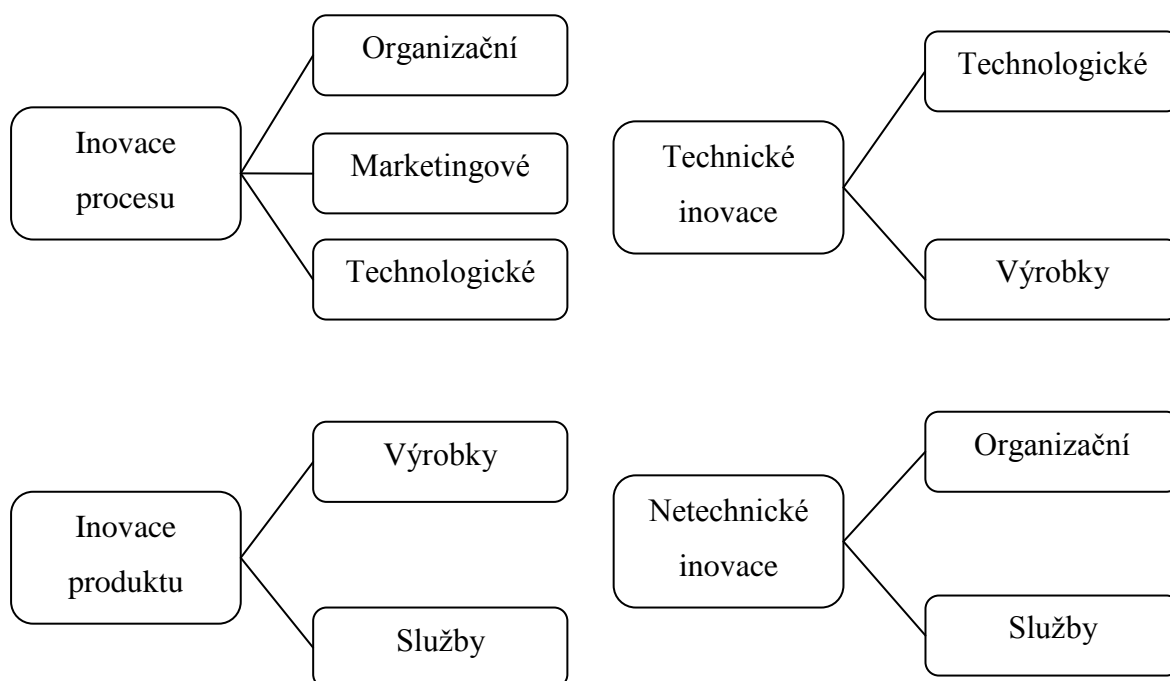 Inovace
procesu
Organizační
Marketingové
Technologické
Technické
inovace
Technologické
Výrobky
Inovace
produktu
Výrobky
Služby
Netechnické
inovace
Organizační
Služby